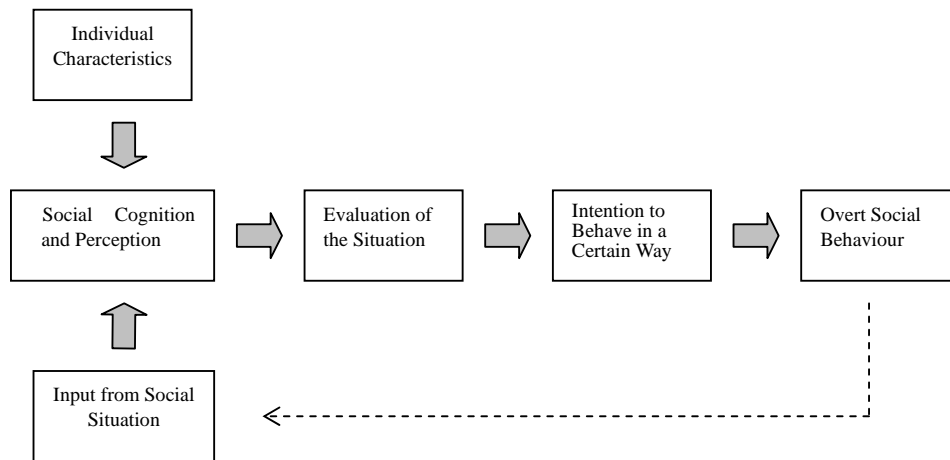 Individual
Characteristics
Social Cognition
and Perception
Evaluation of
the Situation
Intention to
Behave in a
Certain Way
Overt Social
Behaviour
Input from Social
Situation